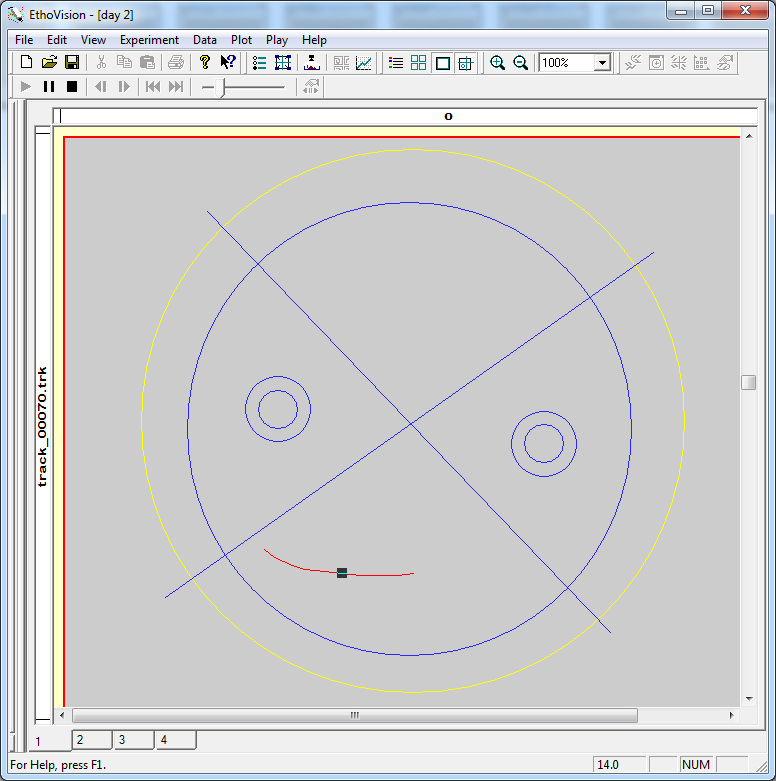 EthoVision - [day 2]
File Edit View Experiment Data Plot Play Help
100%
o
track_00070.trk
1 2 3 4
For Help, press F1.
14.0 NUM